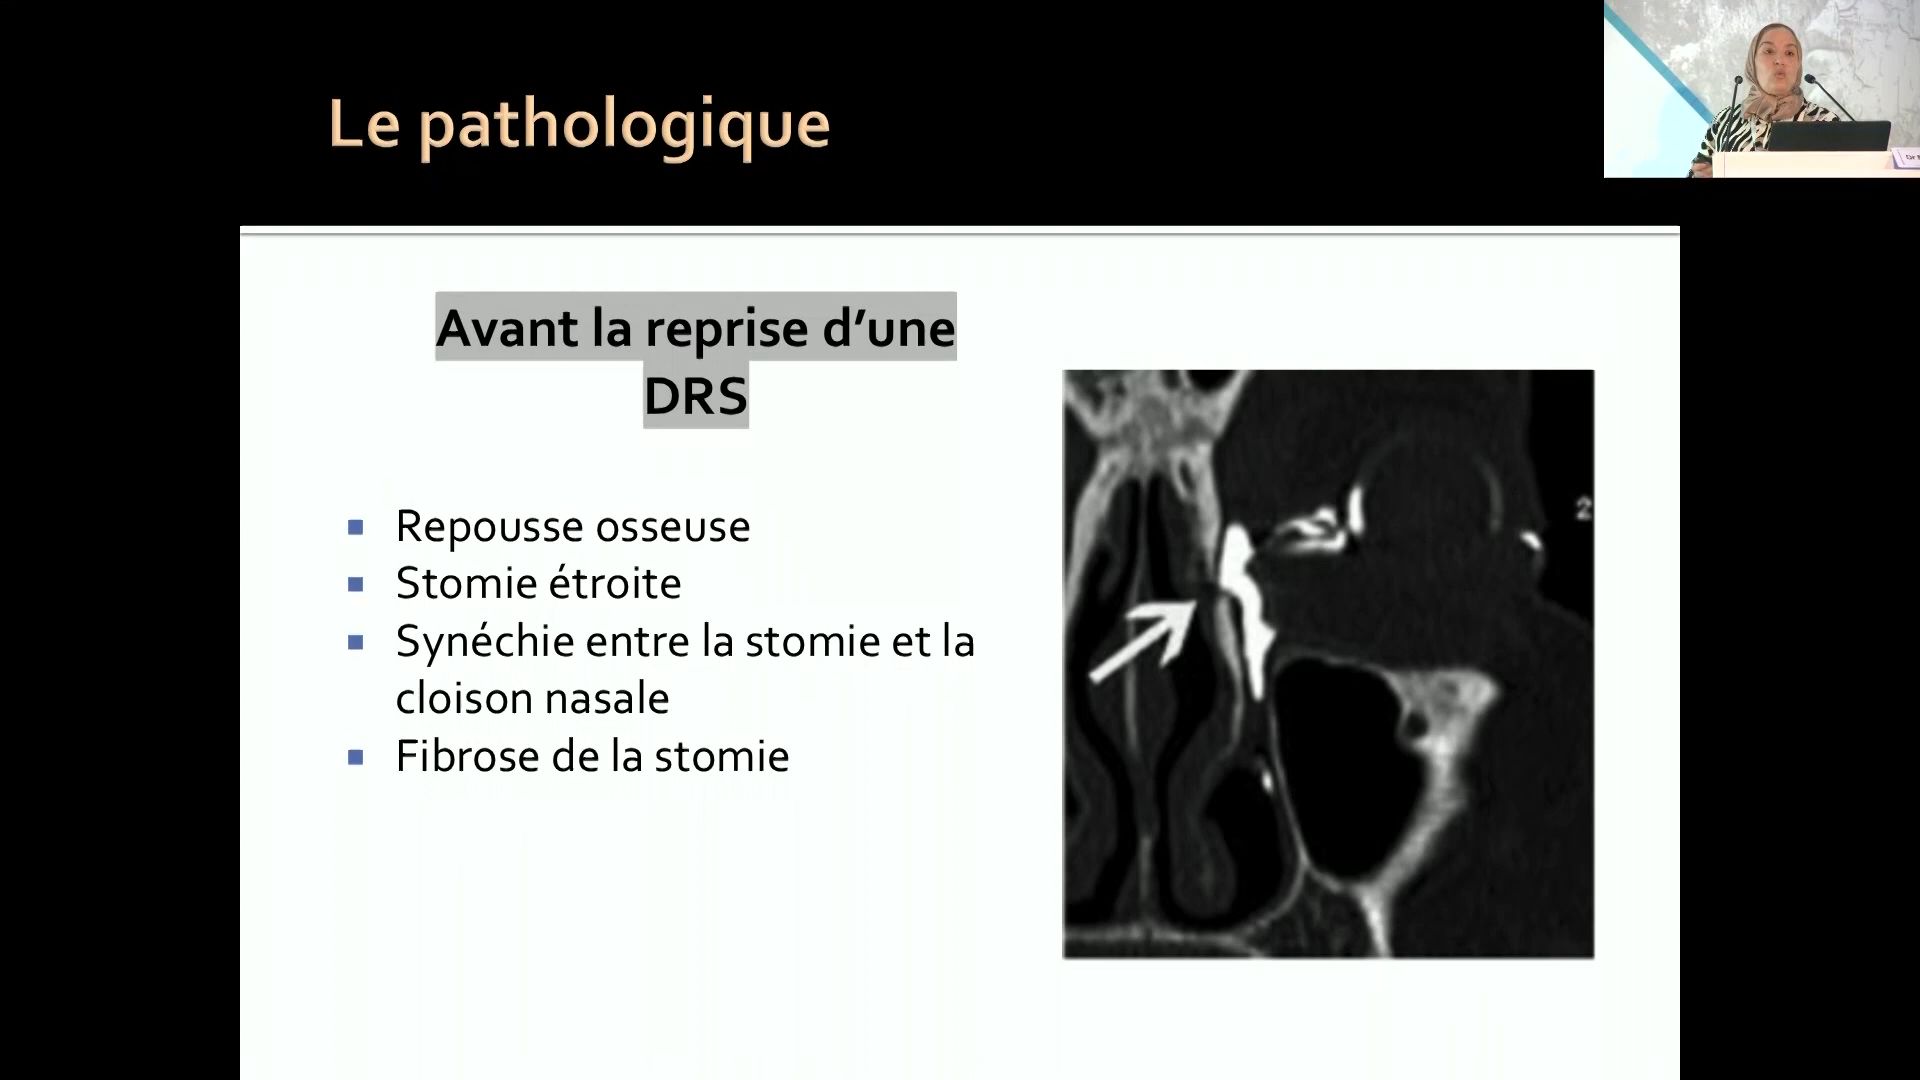 Le pathologique
Avant la reprise d’une
DRS
Repousse osseuse
Stomie étroite
Synéchie entre la stomie et la
cloison nasale
Fibrose de la stomie
2
Dr